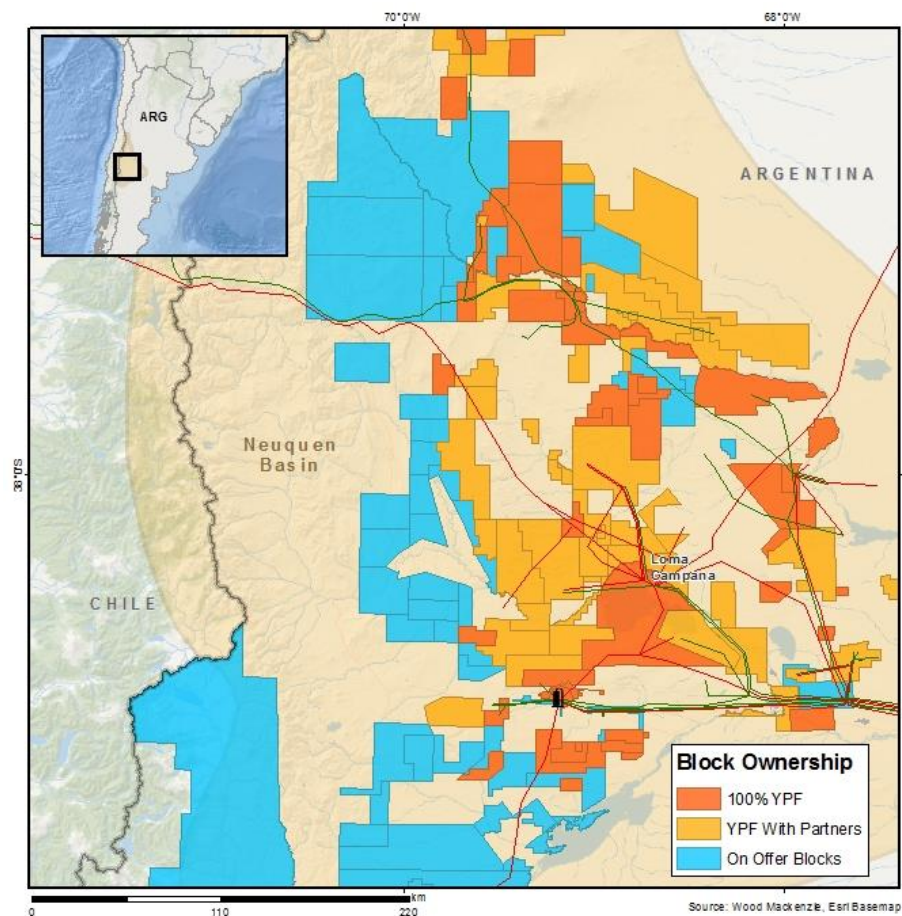 70°0'W
68°0'W
ARG
ARGENTINA
Neuquen
Basin
38°0'S
Loma
Campana
CHILE
Block Ownership
100% YPF
YPF With Partners
On Offer Blocks
km
0
110
220
Source: Wood Mackenzie, Esri Basemap